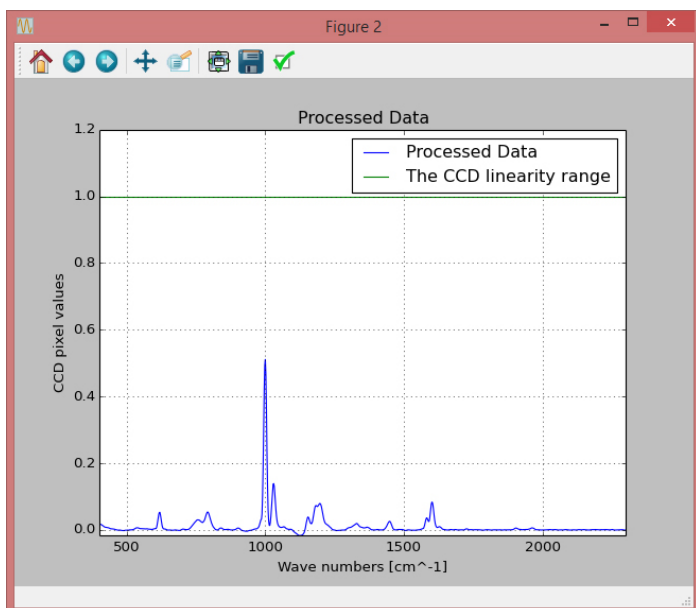 Figure 2
Processed Data
1.2
1.0
0.8
0.6
0.4
0.2
0.0
CCD pixel values
Processed Data
The CCD linearity range
500
1000
1500
2000
Wave numbers [cm^-1]